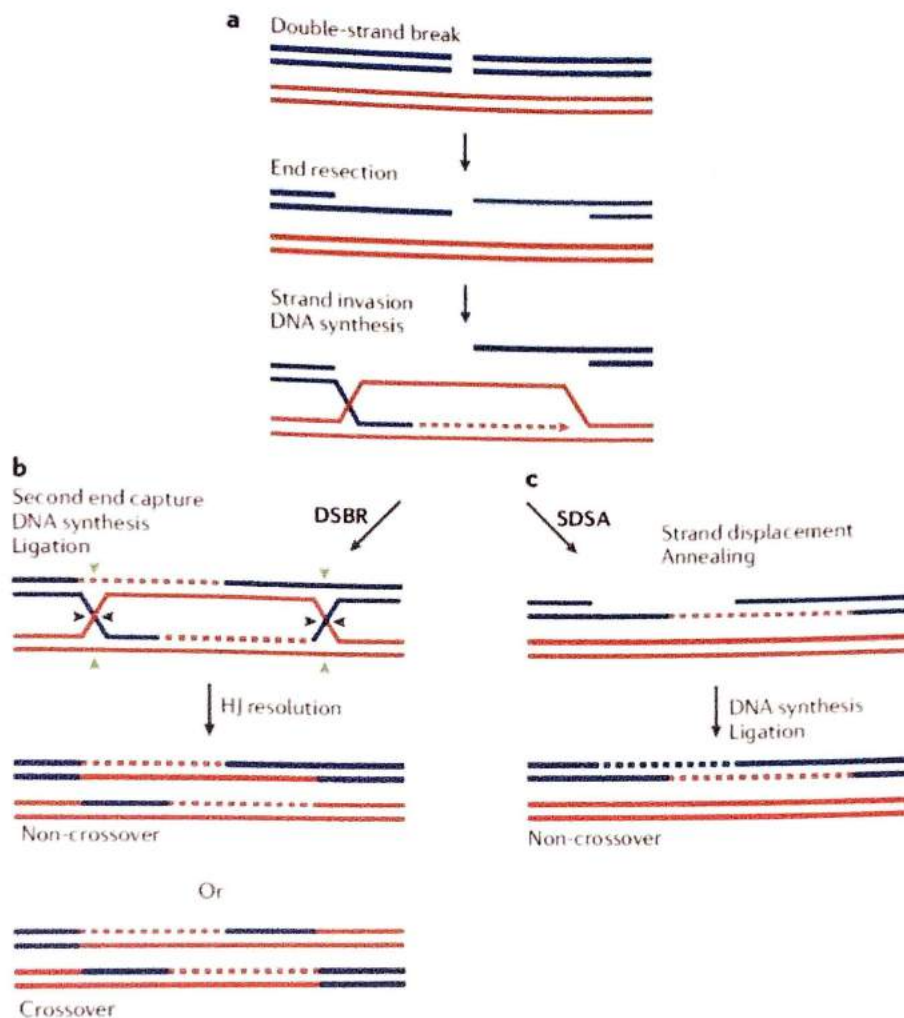 a
Double-strand break
End resection
Strand invasion
DNA synthesis
b
Second end capture
DNA synthesis
Ligation
DSBR
c
SDSA
Strand displacement
Annealing
HJ resolution
DNA synthesis
Ligation
Non-crossover
Non-crossover
Or
Crossover